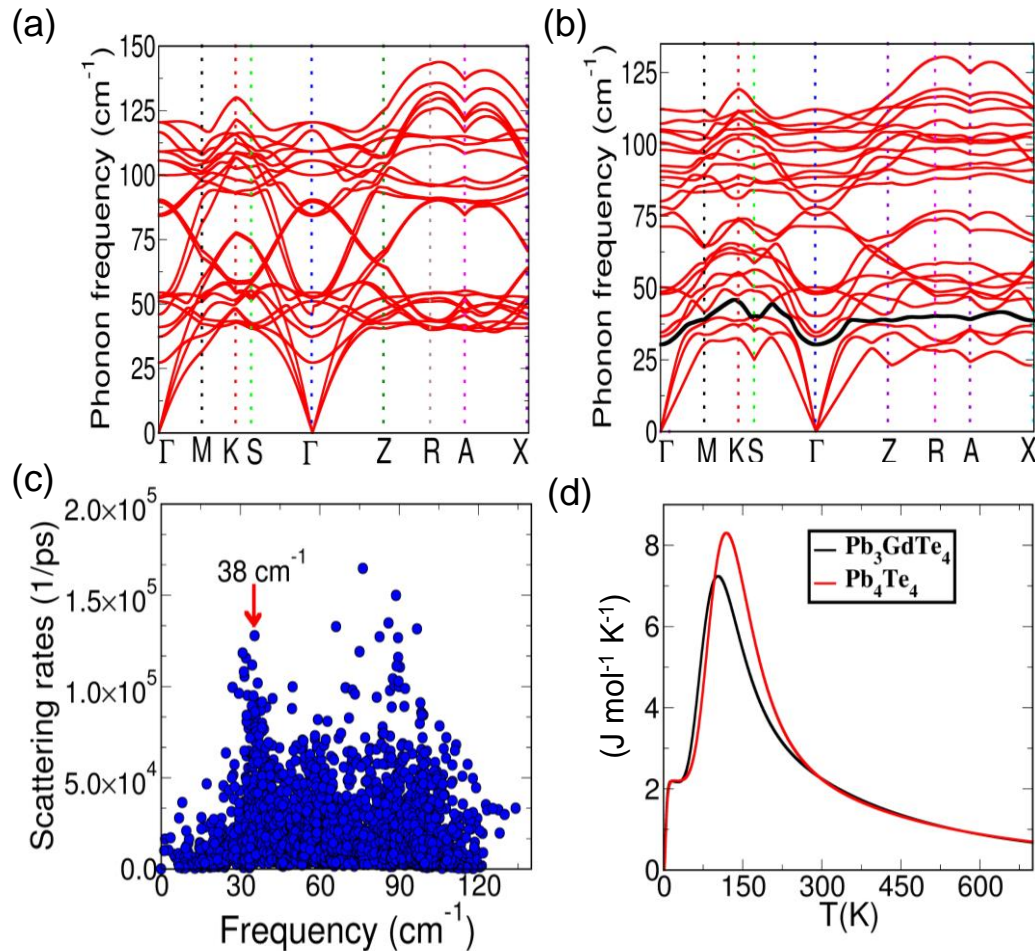 (a)
Phonon frequency (cm⁻¹)
150
125
100
75
50
25
0
Γ M K S Γ Z R A X
(b)
Phonon frequency (cm⁻¹)
125
100
75
50
25
0
Γ M K S Γ Z R A X
(c)
Scattering rates (1/ps)
2.0×10⁵
1.5×10⁵
1.0×10⁵
5.0×10⁴
0.0
38 cm⁻¹
0 30 60 90 120
Frequency (cm⁻¹)
(d)
(J mol⁻¹ K⁻¹)
8
6
4
2
0
Pb₃GdTe₄
Pb₄Te₄
0 150 300 450 600
T(K)